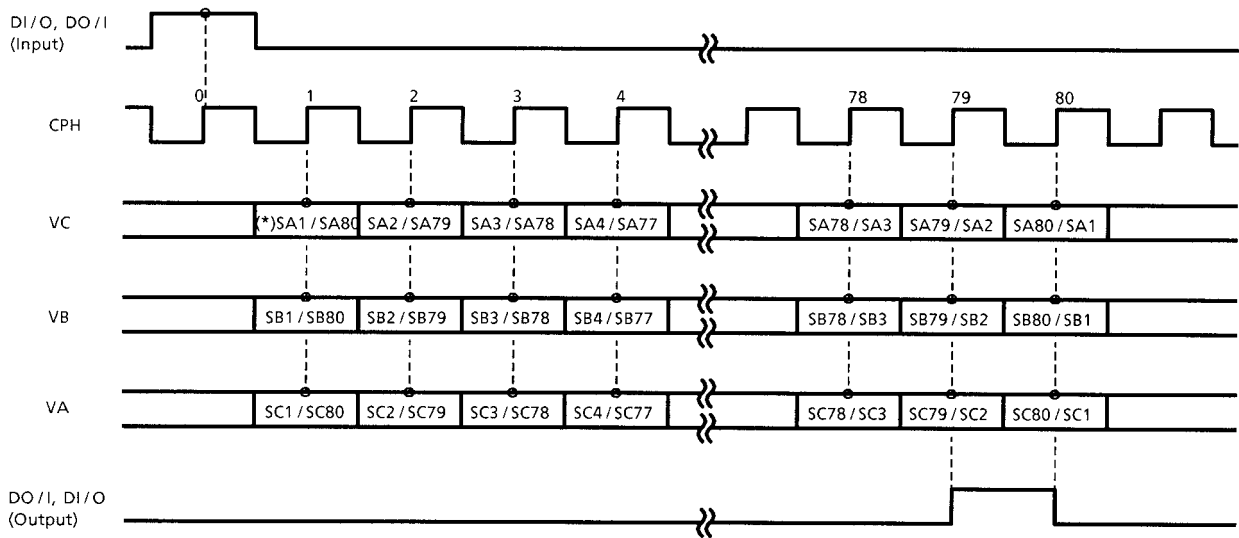 DI/O, DO/I
(Input)
CPH
0 1 2 3 4 78 79 80
VC
(*)SA1/SA80 SA2/SA79 SA3/SA78 SA4/SA77 SA78/SA3 SA79/SA2 SA80/SA1
VB
SB1/SB80 SB2/SB79 SB3/SB78 SB4/SB77 SB78/SB3 SB79/SB2 SB80/SB1
VA
SC1/SC80 SC2/SC79 SC3/SC78 SC4/SC77 SC78/SC3 SC79/SC2 SC80/SC1
DO/I, DI/O
(Output)